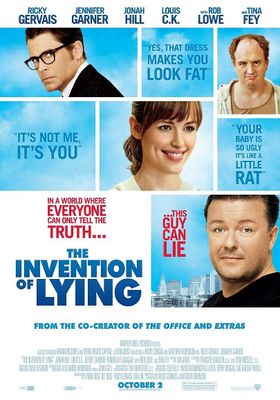 RICKY GERVAIS
JENNIFER GARNER
JONAH HILL
LOUIS C.K.
WITH ROB LOWE
AND TINA FEY
"YES, THAT DRESS
MAKES YOU
LOOK FAT"
"IT'S NOT ME,
IT'S YOU"
"YOUR
BABY IS
SO UGLY
IT'S LIKE A
LITTLE
RAT"
IN A WORLD WHERE
EVERYONE
CAN ONLY TELL THE
TRUTH...
...THIS
GUY CAN
LIE
THE
INVENTION
OF LYING
FROM THE CO-CREATOR OF THE OFFICE AND EXTRAS
OCTOBER 2